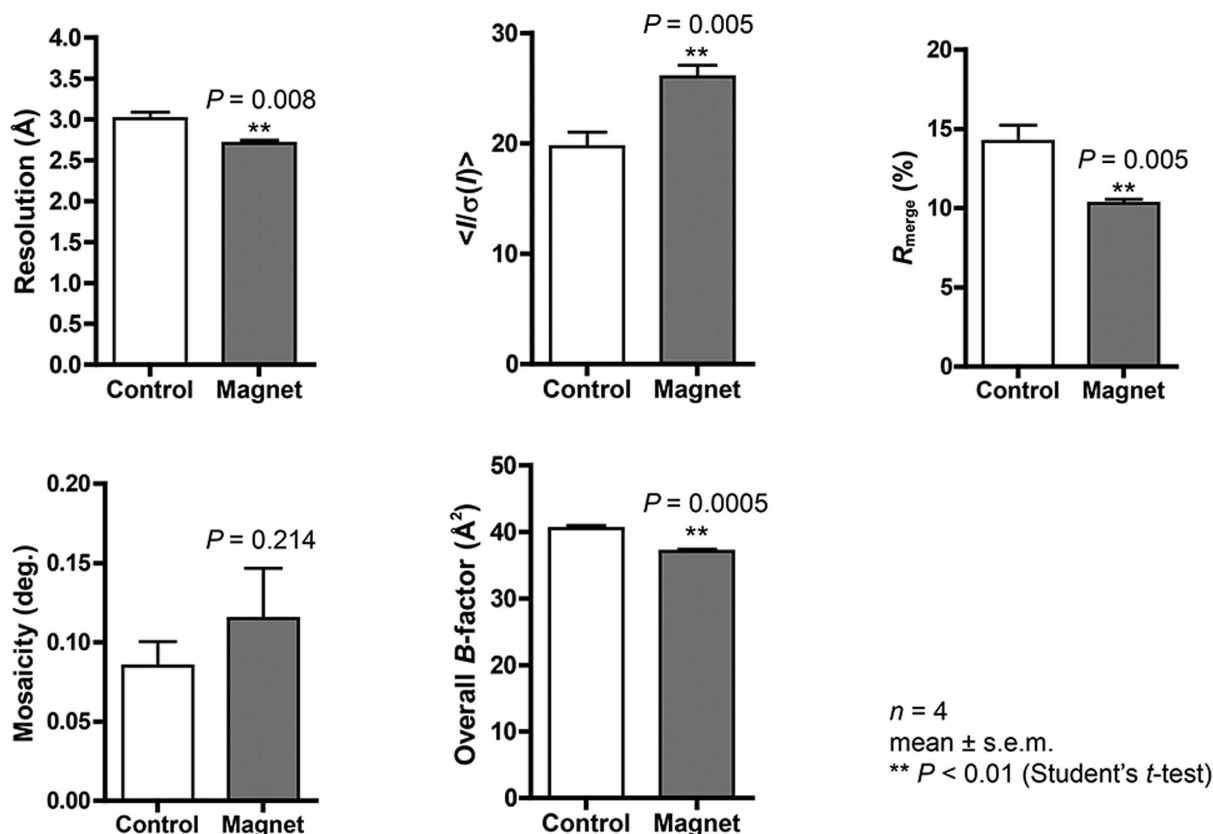 Resolution (Å)
4.0
3.5
3.0
2.5
2.0
1.5
1.0
0.5
0.0
P = 0.008
**
Control Magnet
<I/σ(I)>
30
20
10
0
P = 0.005
**
Control Magnet
Rmerge (%)
20
15
10
5
0
P = 0.005
**
Control Magnet
Mosaicity (deg.)
0.20
0.15
0.10
0.05
0.00
P = 0.214
Control Magnet
Overall B-factor (Å²)
50
40
30
20
10
0
P = 0.0005
**
Control Magnet
n = 4
mean ± s.e.m.
** P < 0.01 (Student's t-test)